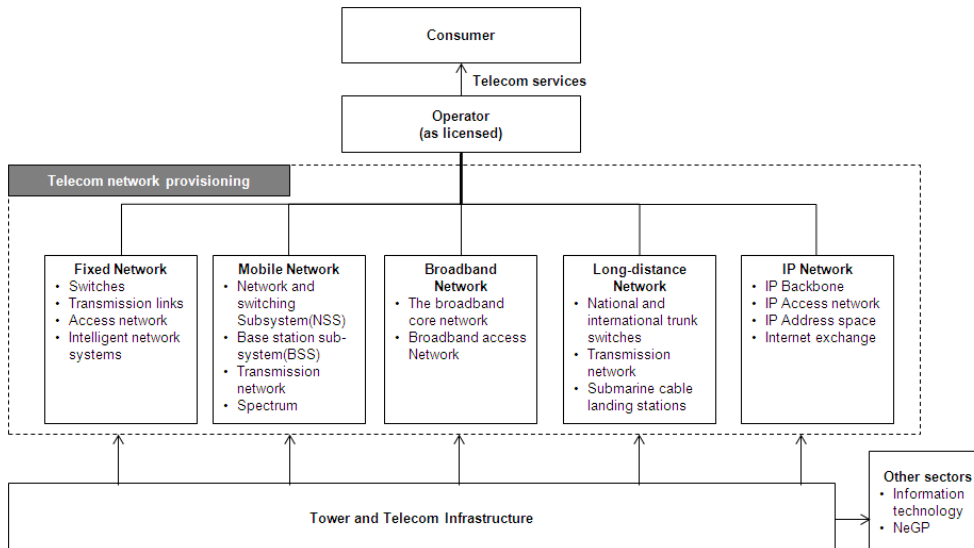 Consumer
Telecom services
Operator
(as licensed)
Telecom network provisioning
Fixed Network
• Switches
• Transmission links
• Access network
• Intelligent network
systems
Mobile Network
• Network and
switching
Subsystem(NSS)
• Base station sub-
system(BSS)
• Transmission
network
• Spectrum
Broadband
Network
• The broadband
core network
• Broadband access
Network
Long-distance
Network
• National and
international trunk
switches
• Transmission
network
• Submarine cable
landing stations
IP Network
• IP Backbone
• IP Access network
• IP Address space
• Internet exchange
Tower and Telecom Infrastructure
Other sectors
• Information
technology
• NeGP